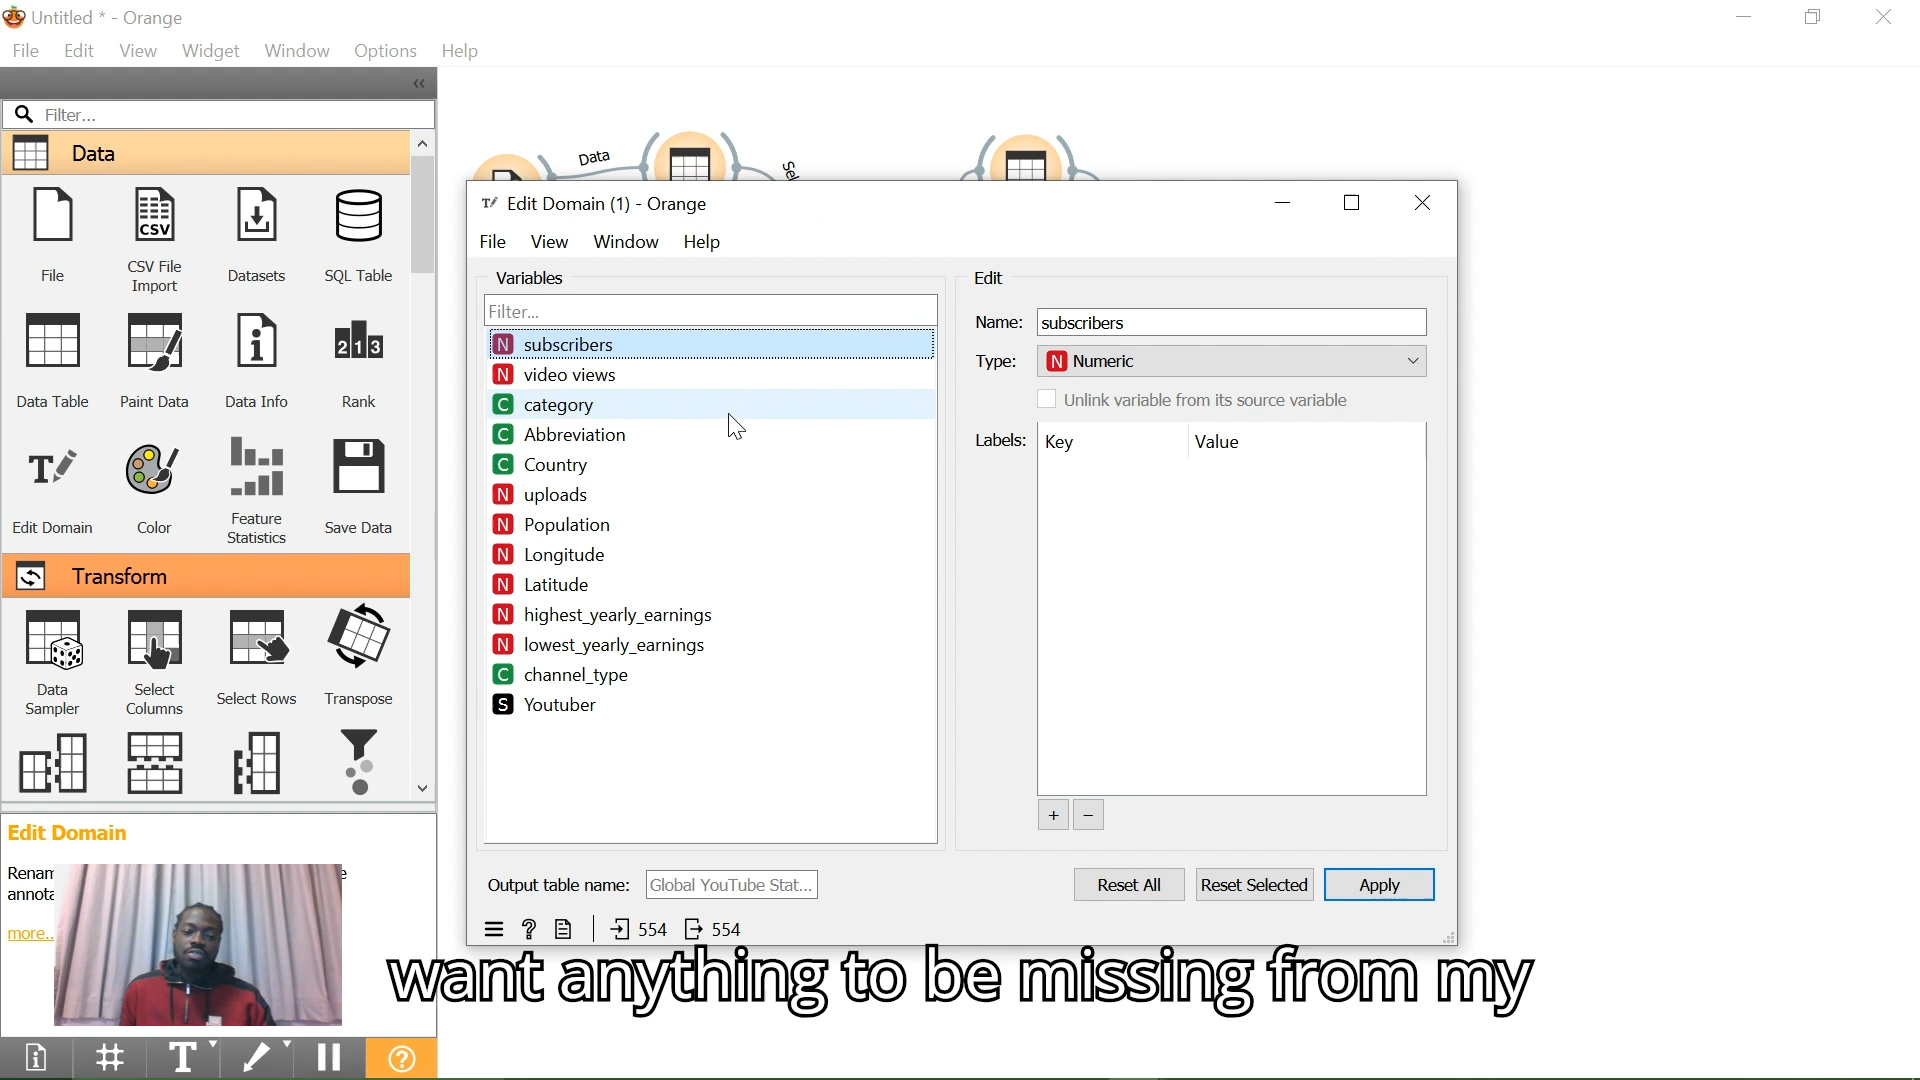 Untitled * - Orange
File Edit View Widget Window Options Help
Filter...
Data
File
CSV File Import
Datasets
SQL Table
Data Table
Paint Data
Data Info
Rank
Edit Domain
Color
Feature Statistics
Save Data
Transform
Data Sampler
Select Columns
Select Rows
Transpose
Edit Domain
more..
Data
Sel
Edit Domain (1) - Orange
File View Window Help
Variables
Filter...
N subscribers
N video views
C category
C Abbreviation
C Country
N uploads
N Population
N Longitude
N Latitude
N highest_yearly_earnings
N lowest_yearly_earnings
C channel_type
S Youtuber
Edit
Name: subscribers
Type: N Numeric
Unlink variable from its source variable
Labels: Key Value
+ −
Output table name: Global YouTube Stat...
Reset All Reset Selected Apply
554 554
want anything to be missing from my